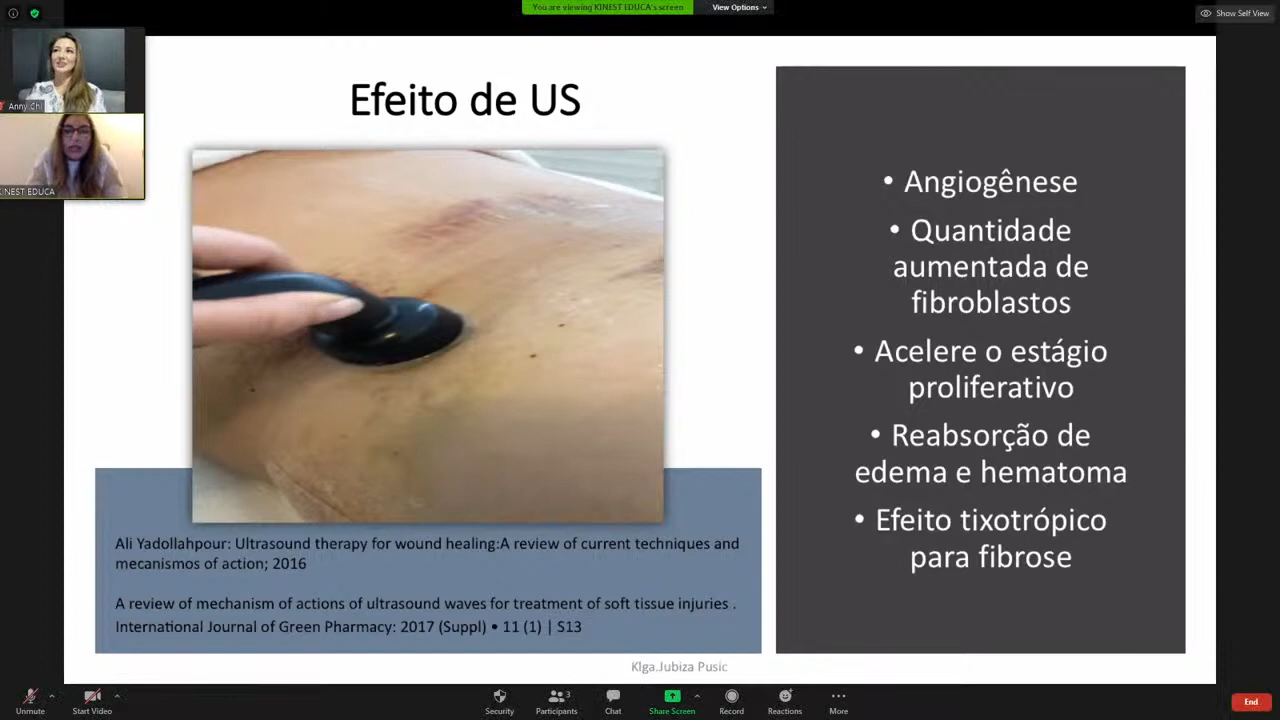 You are viewing KINEST EDUCA's screen
View Options
Show Self View
Anny Chi
KINEST EDUCA
Efeito de US
• Angiogênese
• Quantidade
aumentada de
fibroblastos
• Acelere o estágio
proliferativo
• Reabsorção de
edema e hematoma
• Efeito tixotrópico
para fibrose
Ali Yadollahpour: Ultrasound therapy for wound healing:A review of current techniques and
mecanismos of action; 2016
A review of mechanism of actions of ultrasound waves for treatment of soft tissue injuries .
International Journal of Green Pharmacy: 2017 (Suppl) • 11 (1) | S13
Klga.Jubiza Pusic
Unmute
Start Video
Security
Participants
3
Chat
Share Screen
Record
Reactions
More
End